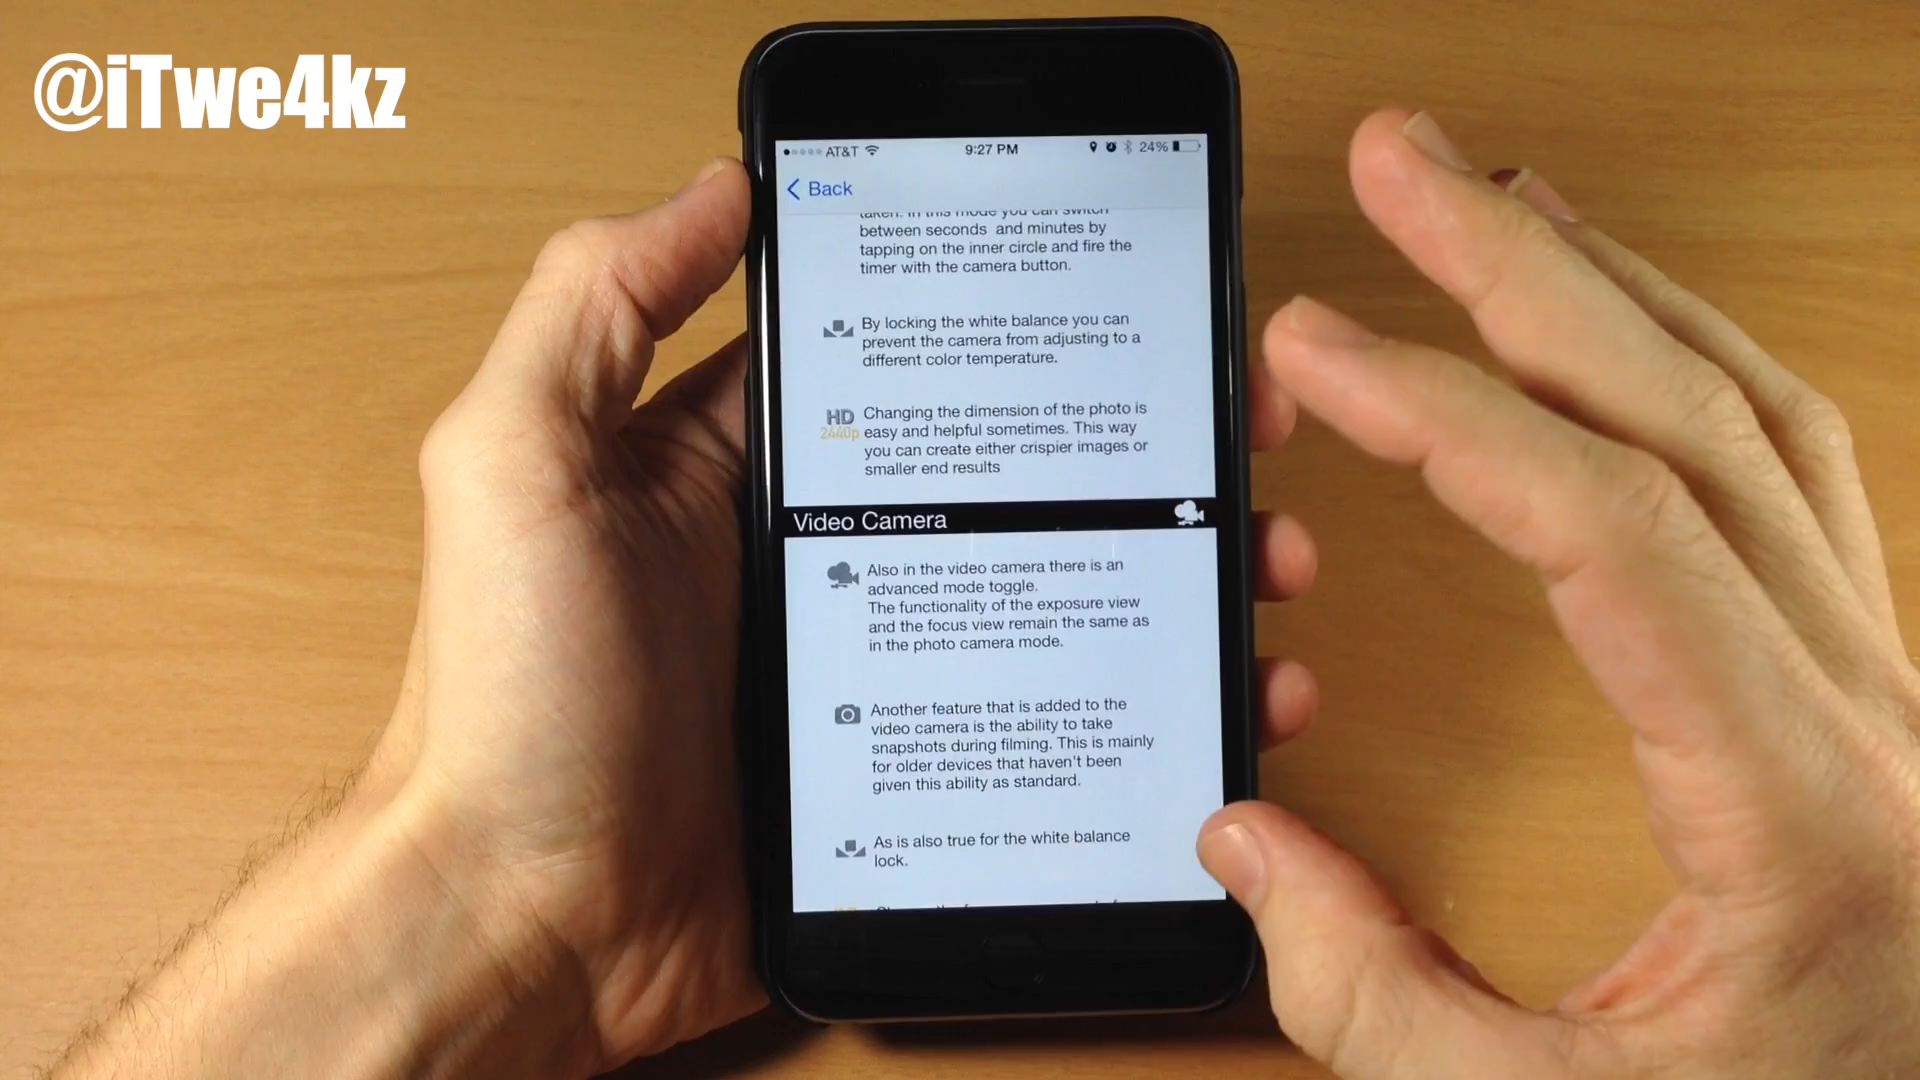 @iTwe4kz
AT&T 9:27 PM 24%
Back
taken. In this mode you can switch
between seconds and minutes by
tapping on the inner circle and fire the
timer with the camera button.
By locking the white balance you can
prevent the camera from adjusting to a
different color temperature.
HD
2440p
Changing the dimension of the photo is
easy and helpful sometimes. This way
you can create either crispier images or
smaller end results
Video Camera
Also in the video camera there is an
advanced mode toggle.
The functionality of the exposure view
and the focus view remain the same as
in the photo camera mode.
Another feature that is added to the
video camera is the ability to take
snapshots during filming. This is mainly
for older devices that haven't been
given this ability as standard.
As is also true for the white balance
lock.